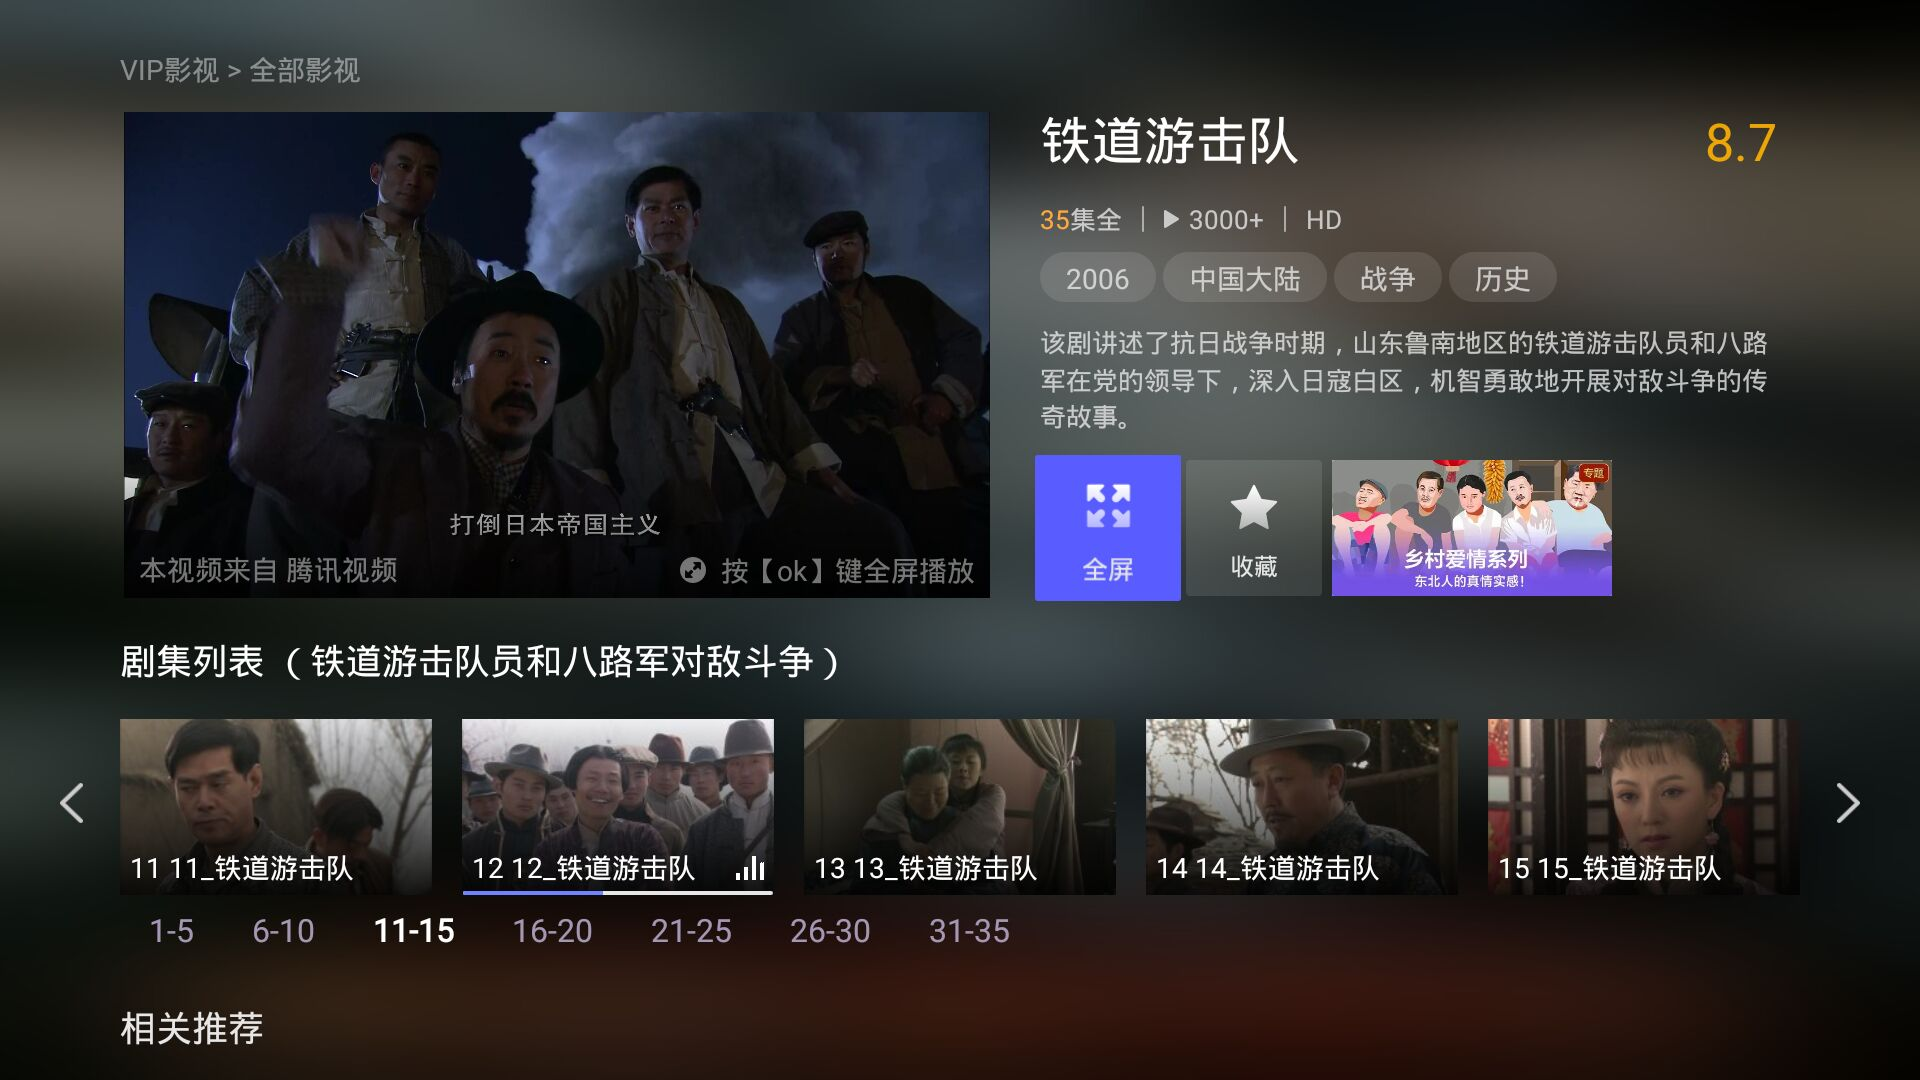 VIP影视 > 全部影视
铁道游击队
8.7
35集全 | 3000+ | HD
2006 中国大陆 战争 历史
该剧讲述了抗日战争时期，山东鲁南地区的铁道游击队员和八路
军在党的领导下，深入日寇白区，机智勇敢地开展对敌斗争的传
奇故事。
打倒日本帝国主义
本视频来自 腾讯视频
按【ok】键全屏播放
全屏
收藏
专题
乡村爱情系列
东北人的真情实感！
剧集列表 （铁道游击队员和八路军对敌斗争）
11 11_铁道游击队
12 12_铁道游击队
13 13_铁道游击队
14 14_铁道游击队
15 15_铁道游击队
1-5 6-10 11-15 16-20 21-25 26-30 31-35
相关推荐